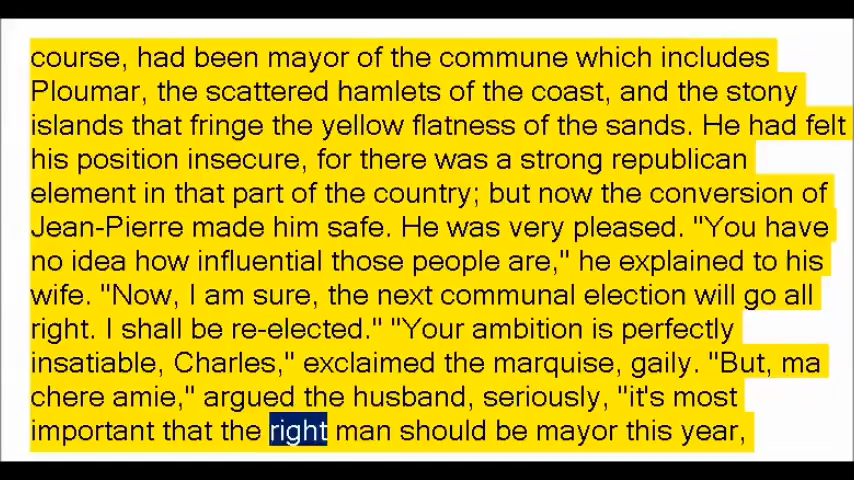 course, had been mayor of the commune which includes
Ploumar, the scattered hamlets of the coast, and the stony
islands that fringe the yellow flatness of the sands. He had felt
his position insecure, for there was a strong republican
element in that part of the country; but now the conversion of
Jean-Pierre made him safe. He was very pleased. "You have
no idea how influential those people are," he explained to his
wife. "Now, I am sure, the next communal election will go all
right. I shall be re-elected." "Your ambition is perfectly
insatiable, Charles," exclaimed the marquise, gaily. "But, ma
chere amie," argued the husband, seriously, "it's most
important that the right man should be mayor this year,